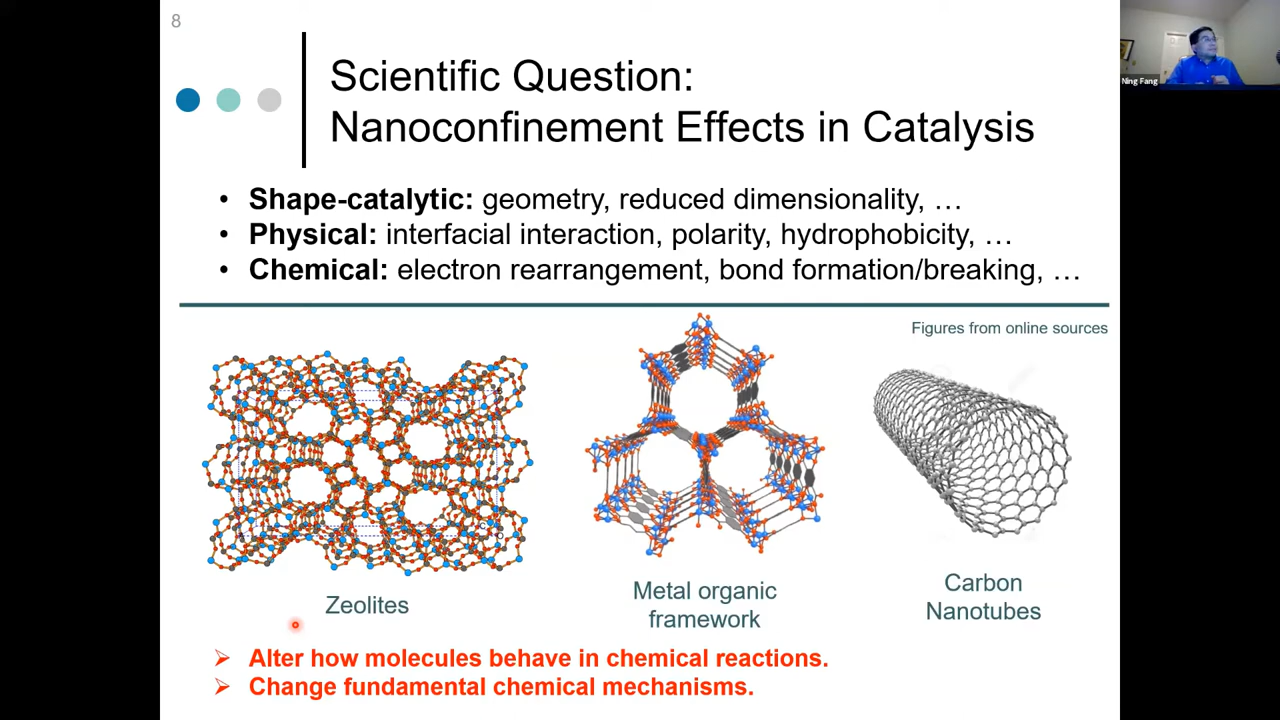 8
Ning Fang
Scientific Question:
Nanoconfinement Effects in Catalysis
• Shape-catalytic: geometry, reduced dimensionality, …
• Physical: interfacial interaction, polarity, hydrophobicity, …
• Chemical: electron rearrangement, bond formation/breaking, …
Figures from online sources
Zeolites
Metal organic
framework
Carbon
Nanotubes
➢ Alter how molecules behave in chemical reactions.
➢ Change fundamental chemical mechanisms.